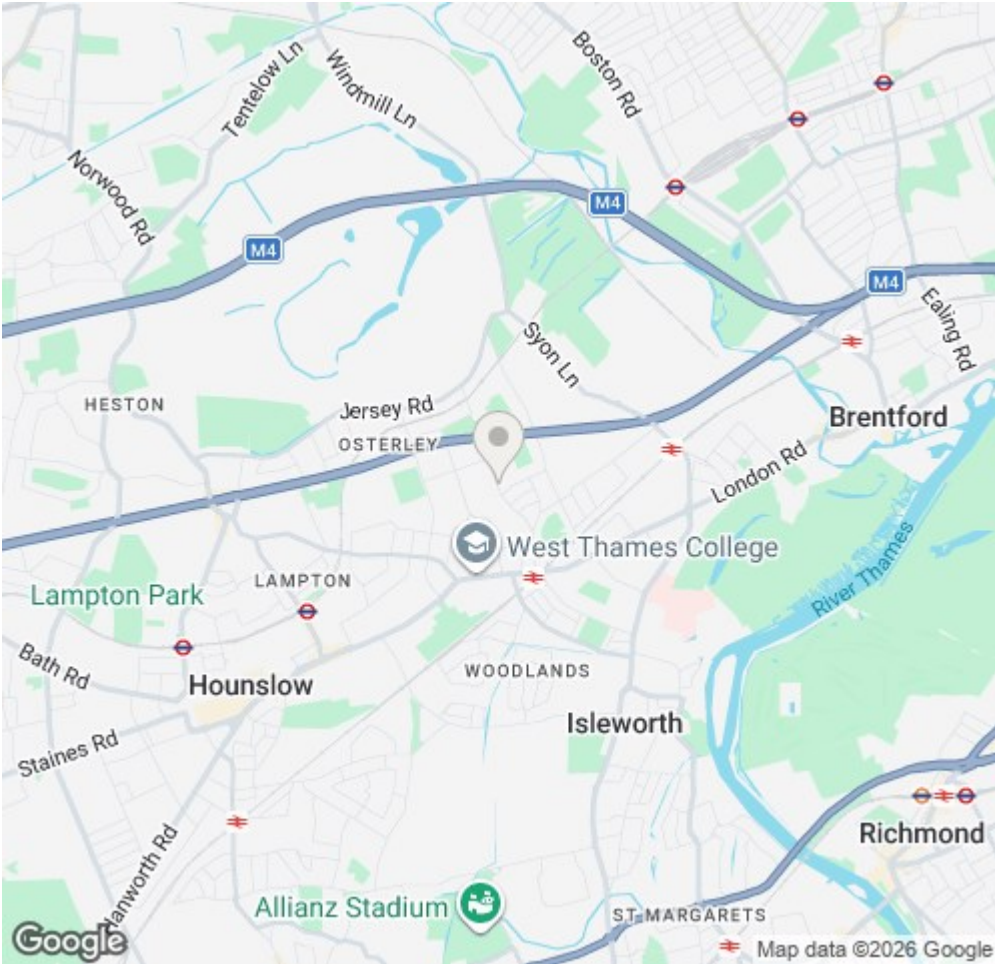 Boston Rd
Tentelow Ln
Windmill Ln
Norwood Rd
M4
M4
M4
Ealing Rd
Syon Ln
HESTON
Jersey Rd
OSTERLEY
Brentford
London Rd
West Thames College
River Thames
LAMPTON
Lampton Park
Bath Rd
WOODLANDS
Hounslow
Isleworth
Staines Rd
Richmond
Hanworth Rd
Allianz Stadium
ST MARGARETS
Google
Map data ©2026 Google